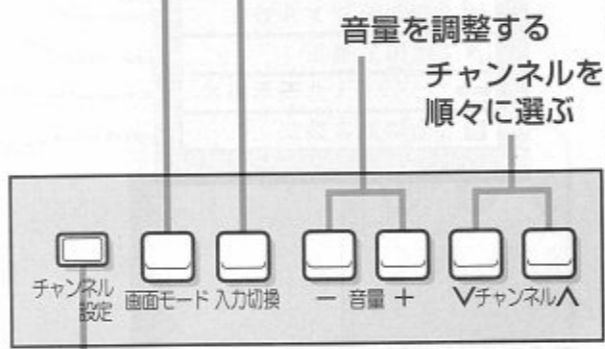 音量を調整する
チャンネルを
順々に選ぶ
チャンネル
設定
画面モード
入力切換
－ 音量 ＋
∨チャンネル∧